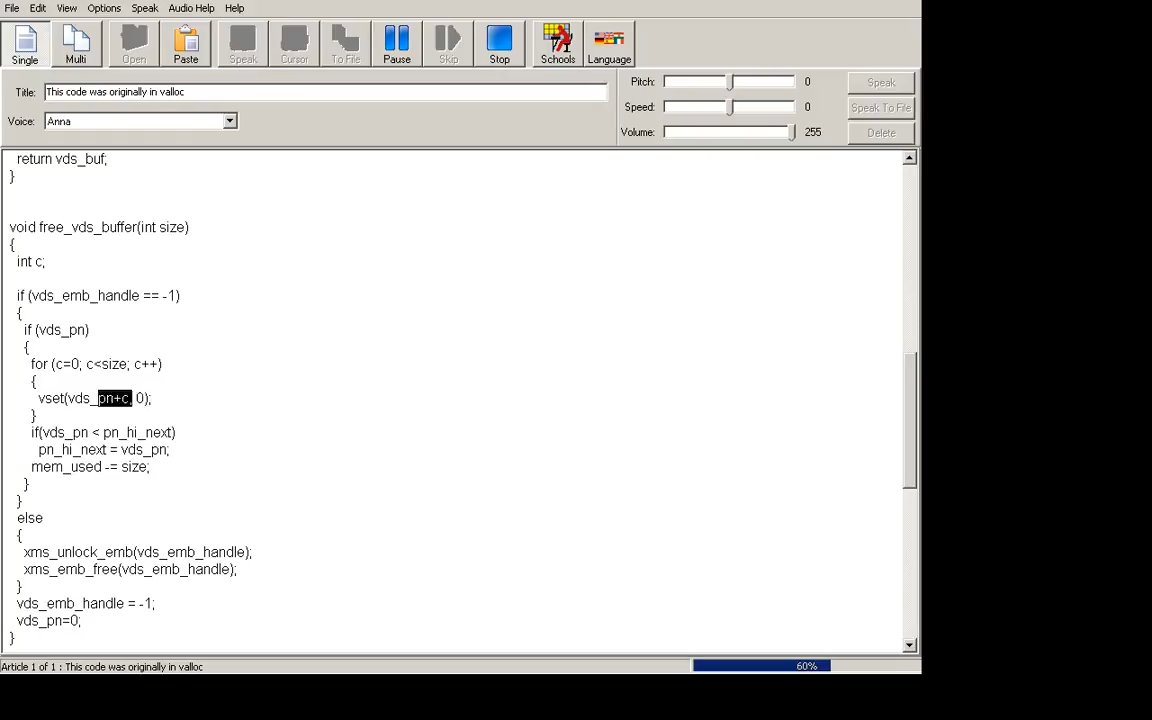 File Edit View Options Speak Audio Help Help
Single Multi Open Paste Speak Cursor To File Pause Skip Stop Schools Language
Title: This code was originally in valloc
Voice: Anna
Pitch: 0 Speak
Speed: 0 Speak To File
Volume: 255 Delete
return vds_buf;
}
void free_vds_buffer(int size)
{
int c;
if (vds_emb_handle == -1)
{
if (vds_pn)
{
for (c=0; c<size; c++)
{
vset(vds_pn+c, 0);
}
if(vds_pn < pn_hi_next)
pn_hi_next = vds_pn;
mem_used -= size;
}
}
else
{
xms_unlock_emb(vds_emb_handle);
xms_emb_free(vds_emb_handle);
}
vds_emb_handle = -1;
vds_pn=0;
}
Article 1 of 1 : This code was originally in valloc 60%